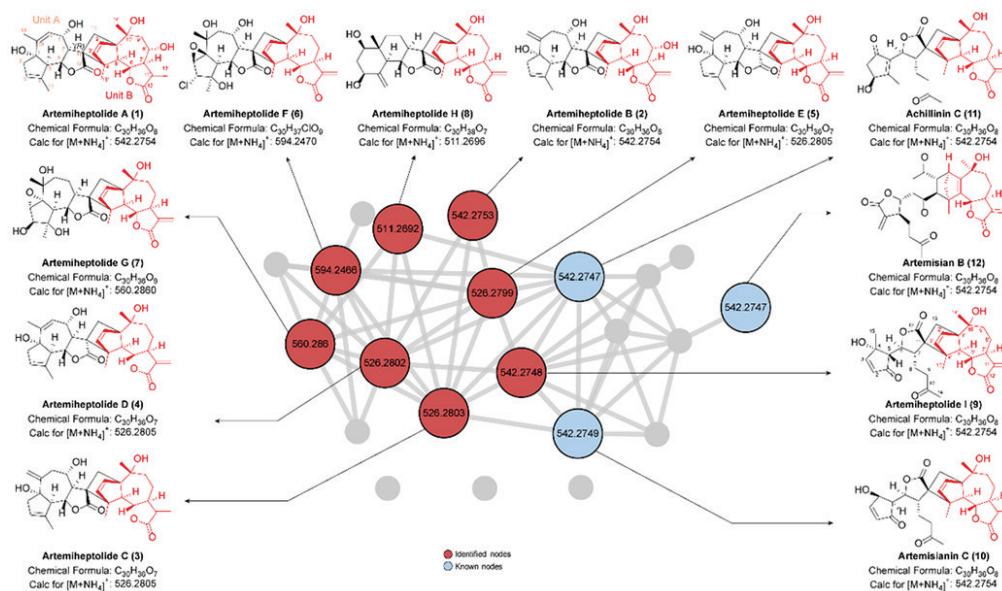 Unit A
(R)
Unit B
Artemiheptolide A (1)
Chemical Formula: C₃₀H₃₆O₈
Calc for [M+NH₄]⁺: 542.2754
Artemiheptolide F (6)
Chemical Formula: C₃₀H₃₇ClO₉
Calc for [M+NH₄]⁺: 594.2470
Artemiheptolide H (8)
Chemical Formula: C₃₀H₃₈O₇
Calc for [M+NH₄]⁺: 511.2696
Artemiheptolide B (2)
Chemical Formula: C₃₀H₃₆O₈
Calc for [M+NH₄]⁺: 542.2754
Artemiheptolide E (5)
Chemical Formula: C₃₀H₃₆O₇
Calc for [M+NH₄]⁺: 526.2805
Achillinin C (11)
Chemical Formula: C₃₀H₃₆O₈
Calc for [M+NH₄]⁺: 542.2754
Artemiheptolide G (7)
Chemical Formula: C₃₀H₃₈O₉
Calc for [M+NH₄]⁺: 560.2860
Artemisian B (12)
Chemical Formula: C₃₀H₃₆O₈
Calc for [M+NH₄]⁺: 542.2754
Artemiheptolide D (4)
Chemical Formula: C₃₀H₃₆O₇
Calc for [M+NH₄]⁺: 526.2805
Artemiheptolide I (9)
Chemical Formula: C₃₀H₃₆O₈
Calc for [M+NH₄]⁺: 542.2754
Artemiheptolide C (3)
Chemical Formula: C₃₀H₃₆O₇
Calc for [M+NH₄]⁺: 526.2805
Artemisianin C (10)
Chemical Formula: C₃₀H₃₆O₈
Calc for [M+NH₄]⁺: 542.2754
542.2753
511.2692
594.2466
542.2747
526.2799
542.2747
560.286
526.2802
542.2748
526.2803
542.2749
Identified nodes
Known nodes